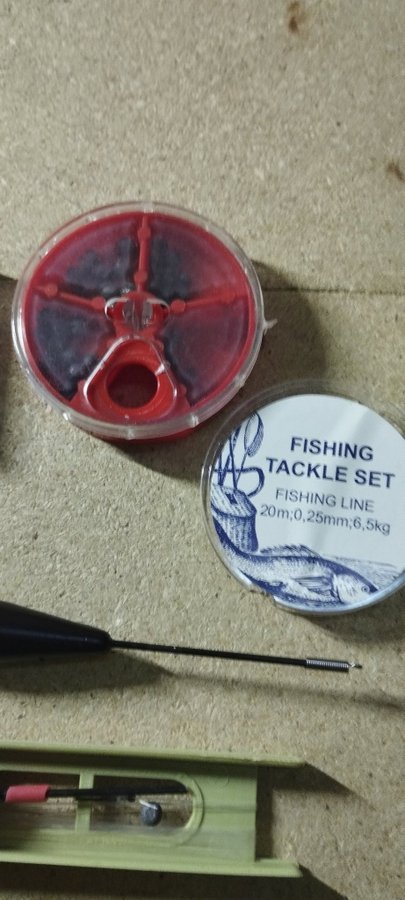 FISHING
TACKLE SET
FISHING LINE
20m;0,25mm;6,5kg